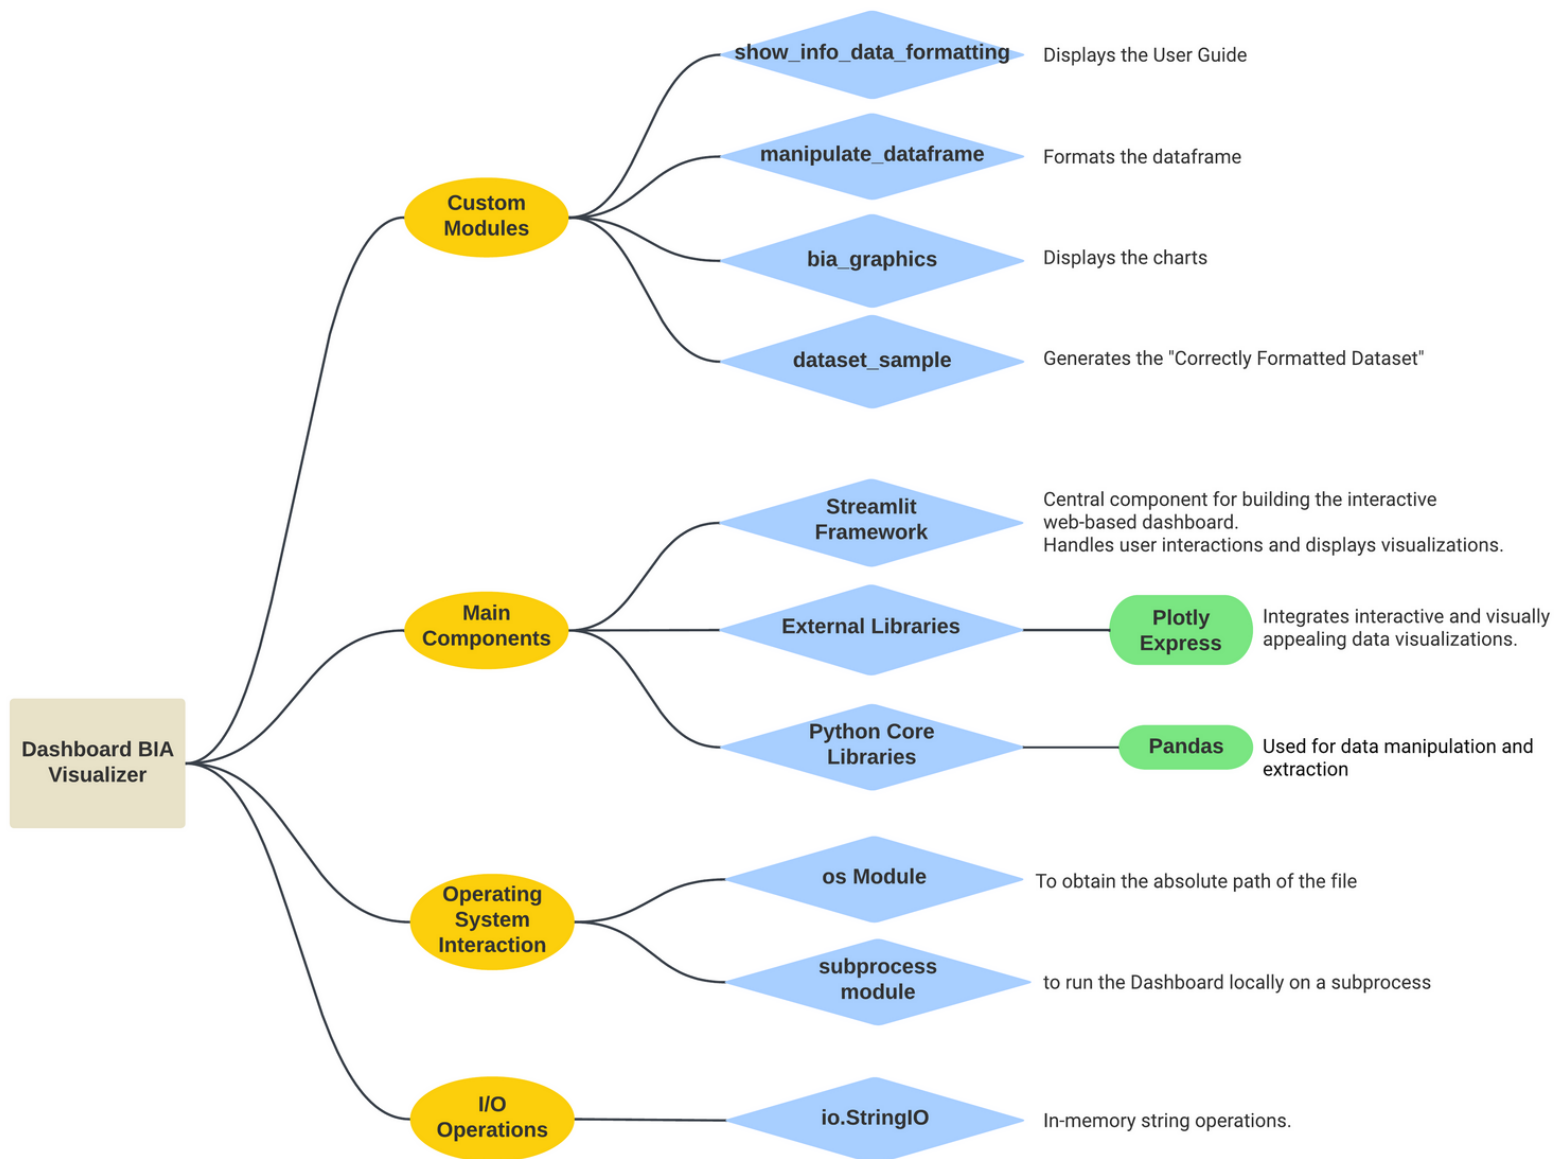 show_info_data_formatting
Displays the User Guide
manipulate_dataframe
Formats the dataframe
Custom
Modules
bia_graphics
Displays the charts
dataset_sample
Generates the "Correctly Formatted Dataset"
Streamlit
Framework
Central component for building the interactive
web-based dashboard.
Handles user interactions and displays visualizations.
Main
Components
External Libraries
Plotly
Express
Integrates interactive and visually
appealing data visualizations.
Python Core
Libraries
Pandas
Used for data manipulation and
extraction
Dashboard BIA
Visualizer
Operating
System
Interaction
os Module
To obtain the absolute path of the file
subprocess
module
to run the Dashboard locally on a subprocess
I/O
Operations
io.StringIO
In-memory string operations.